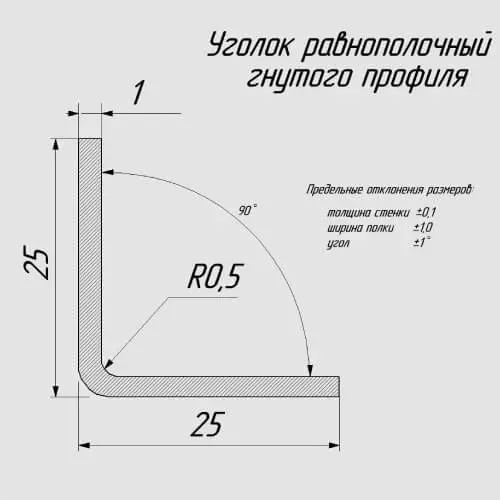 Уголок равнополочный
гнутого профиля
1
Предельные отклонения размеров:
толщина стенки ±0,1
ширина полки ±1,0
угол ±1°
90°
25
R0,5
25